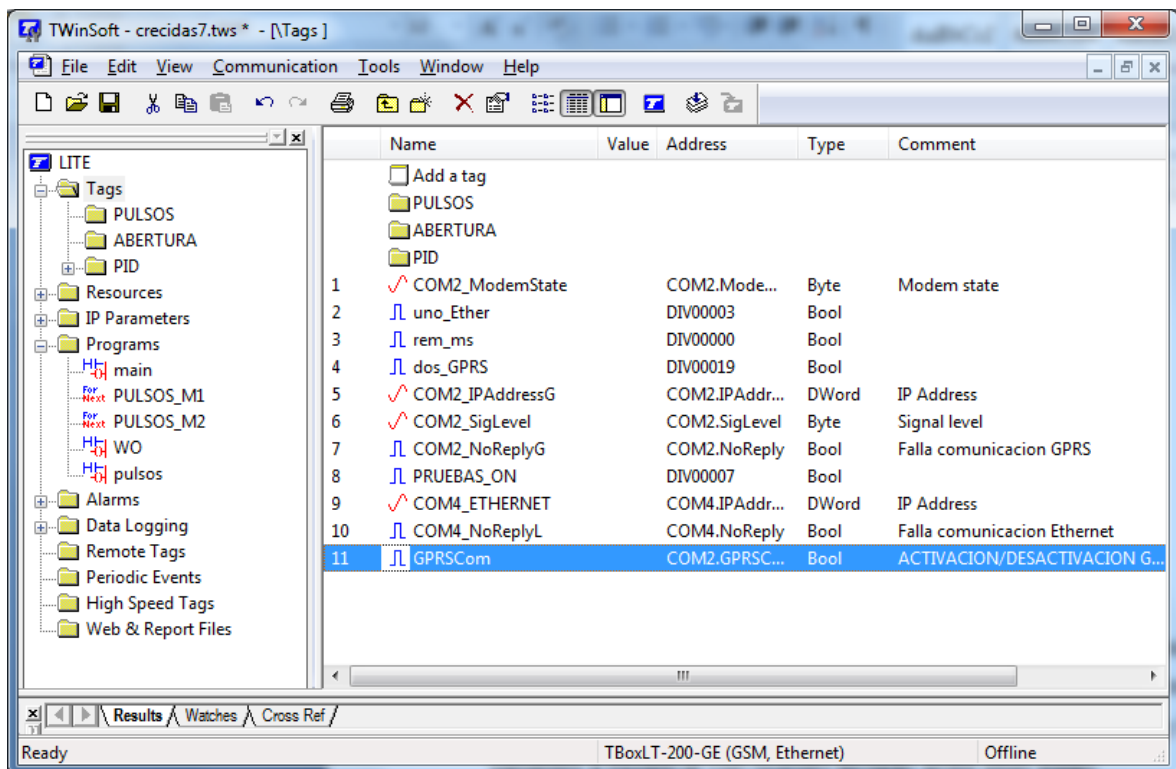 TWinSoft - crecidas7.tws * - [\Tags ]
File Edit View Communication Tools Window Help
LITE
Tags
PULSOS
ABERTURA
PID
Resources
IP Parameters
Programs
main
For Next PULSOS_M1
For Next PULSOS_M2
WO
pulsos
Alarms
Data Logging
Remote Tags
Periodic Events
High Speed Tags
Web & Report Files
Name Value Address Type Comment
Add a tag
PULSOS
ABERTURA
PID
1 COM2_ModemState COM2.Mode... Byte Modem state
2 uno_Ether DIV00003 Bool
3 rem_ms DIV00000 Bool
4 dos_GPRS DIV00019 Bool
5 COM2_IPAddressG COM2.IPAddr... DWord IP Address
6 COM2_SigLevel COM2.SigLevel Byte Signal level
7 COM2_NoReplyG COM2.NoReply Bool Falla comunicacion GPRS
8 PRUEBAS_ON DIV00007 Bool
9 COM4_ETHERNET COM4.IPAddr... DWord IP Address
10 COM4_NoReplyL COM4.NoReply Bool Falla comunicacion Ethernet
11 GPRSCom COM2.GPRSC... Bool ACTIVACION/DESACTIVACION G...
Results Watches Cross Ref
Ready TBoxLT-200-GE (GSM, Ethernet) Offline